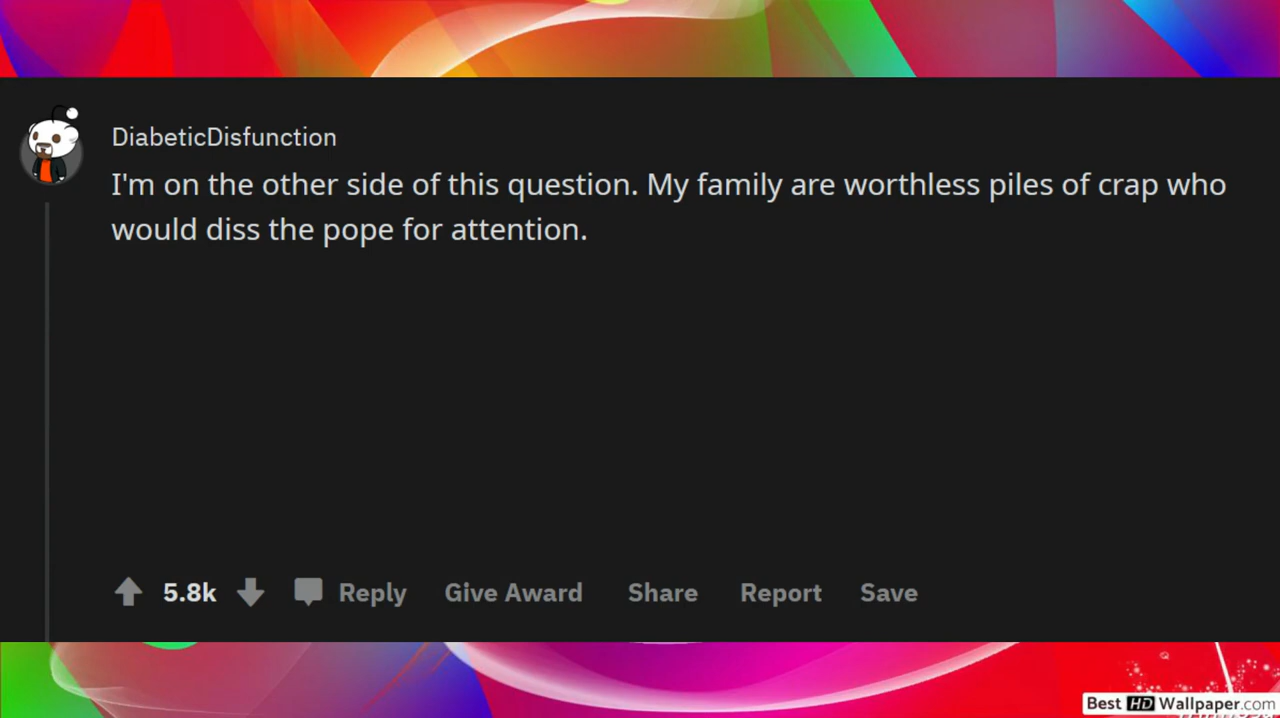 DiabeticDisfunction
I'm on the other side of this question. My family are worthless piles of crap who
would diss the pope for attention.
5.8k Reply Give Award Share Report Save
Best HD Wallpaper.com